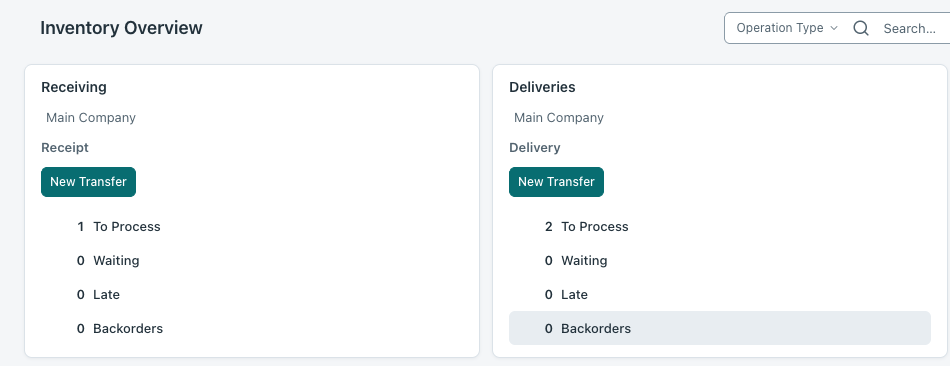 Inventory Overview
Operation Type
Search...
Receiving
Main Company
Receipt
New Transfer
1 To Process
0 Waiting
0 Late
0 Backorders
Deliveries
Main Company
Delivery
New Transfer
2 To Process
0 Waiting
0 Late
0 Backorders